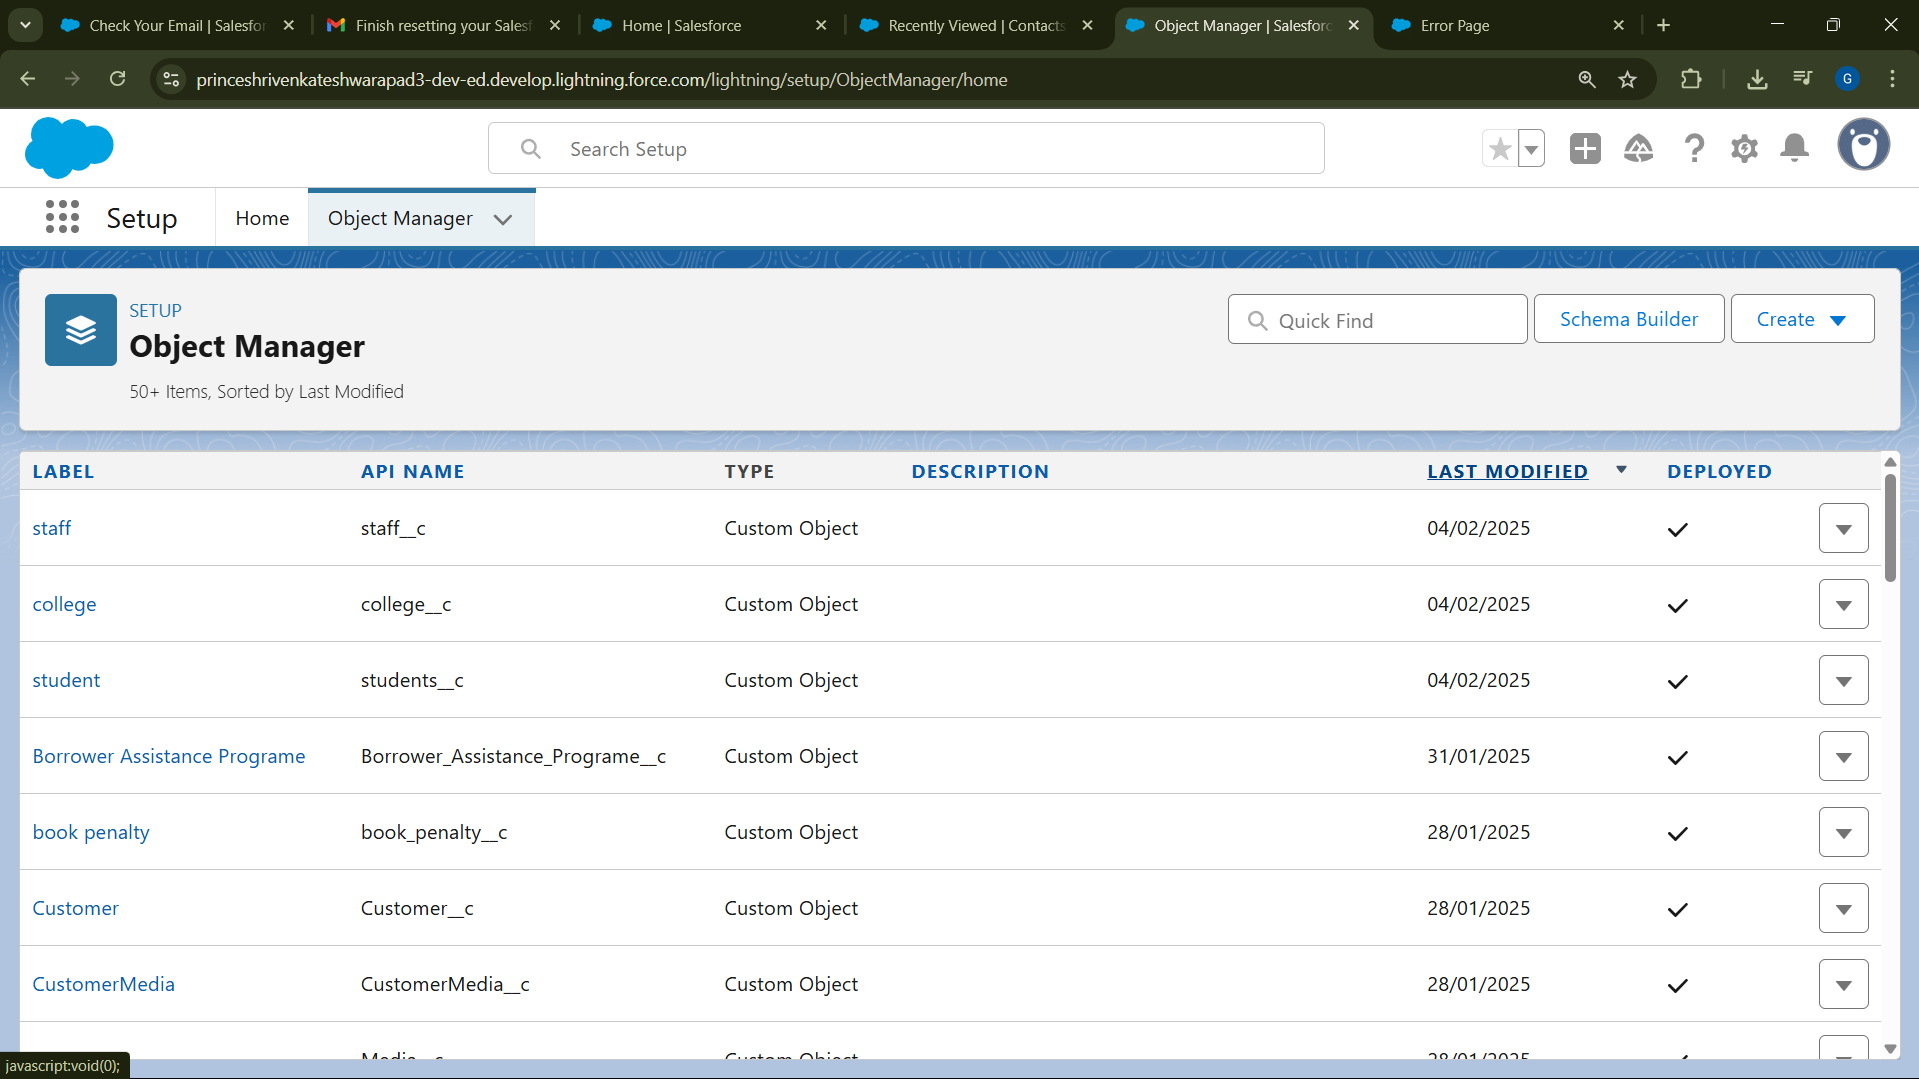 Check Your Email | Salesfor
Finish resetting your Salesf
Home | Salesforce
Recently Viewed | Contacts
Object Manager | Salesforc
Error Page
princeshrivenkateshwarapad3-dev-ed.develop.lightning.force.com/lightning/setup/ObjectManager/home
G
Search Setup
Setup
Home
Object Manager
SETUP
Object Manager
50+ Items, Sorted by Last Modified
Quick Find
Schema Builder
Create
LABEL API NAME TYPE DESCRIPTION LAST MODIFIED DEPLOYED
staff staff__c Custom Object 04/02/2025
college college__c Custom Object 04/02/2025
student students__c Custom Object 04/02/2025
Borrower Assistance Programe Borrower_Assistance_Programe__c Custom Object 31/01/2025
book penalty book_penalty__c Custom Object 28/01/2025
Customer Customer__c Custom Object 28/01/2025
CustomerMedia CustomerMedia__c Custom Object 28/01/2025
Media__c Custom Object 28/01/2025
javascript:void(0);